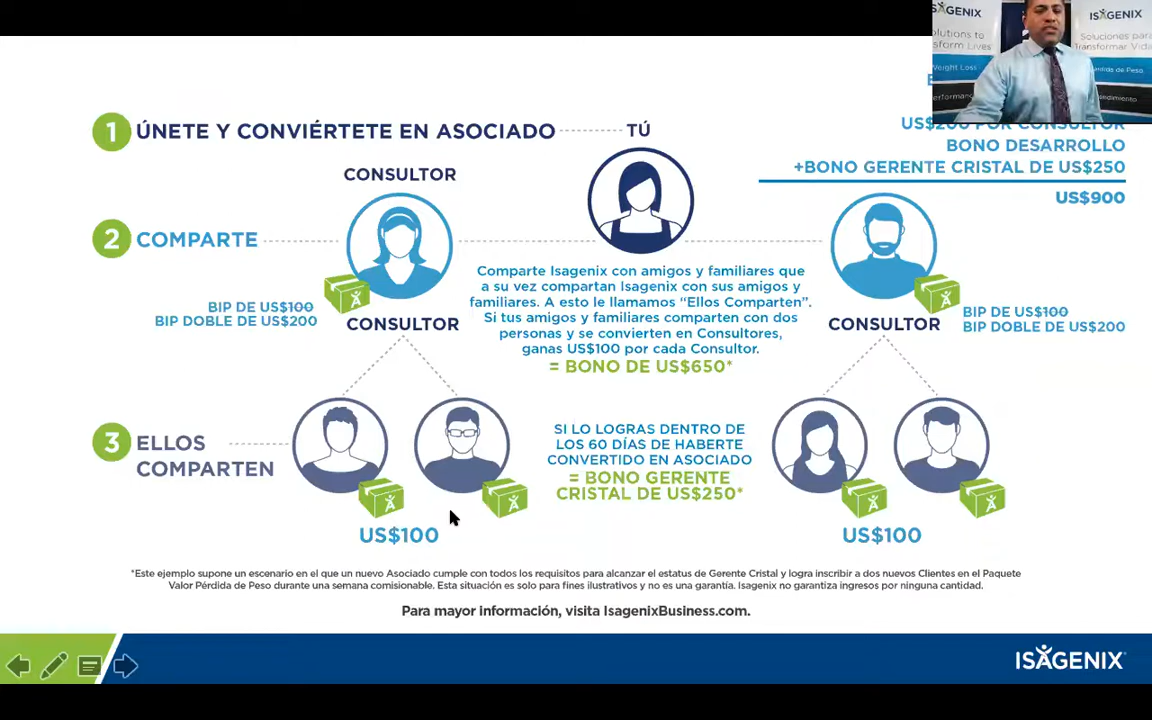 ISAGENIX
ISAGENIX
Soluciones para
Transformar Vida
Weight Loss
1 ÚNETE Y CONVIÉRTETE EN ASOCIADO
TÚ
US$200 POR CONSULTOR
BONO DESARROLLO
+BONO GERENTE CRISTAL DE US$250
US$900
CONSULTOR
2 COMPARTE
Comparte Isagenix con amigos y familiares que
a su vez compartan Isagenix con sus amigos y
familiares. A esto le llamamos “Ellos Comparten”.
Si tus amigos y familiares comparten con dos
personas y se convierten en Consultores,
ganas US$100 por cada Consultor.
= BONO DE US$650*
BIP DE US$100
BIP DOBLE DE US$200
CONSULTOR
CONSULTOR
BIP DE US$100
BIP DOBLE DE US$200
3 ELLOS
COMPARTEN
SI LO LOGRAS DENTRO DE
LOS 60 DÍAS DE HABERTE
CONVERTIDO EN ASOCIADO
= BONO GERENTE
CRISTAL DE US$250*
US$100
US$100
*Este ejemplo supone un escenario en el que un nuevo Asociado cumple con todos los requisitos para alcanzar el estatus de Gerente Cristal y logra inscribir a dos nuevos Clientes en el Paquete
Valor Pérdida de Peso durante una semana comisionable. Esta situación es solo para fines ilustrativos y no es una garantía. Isagenix no garantiza ingresos por ninguna cantidad.
Para mayor información, visita IsagenixBusiness.com.
ISAGENIX